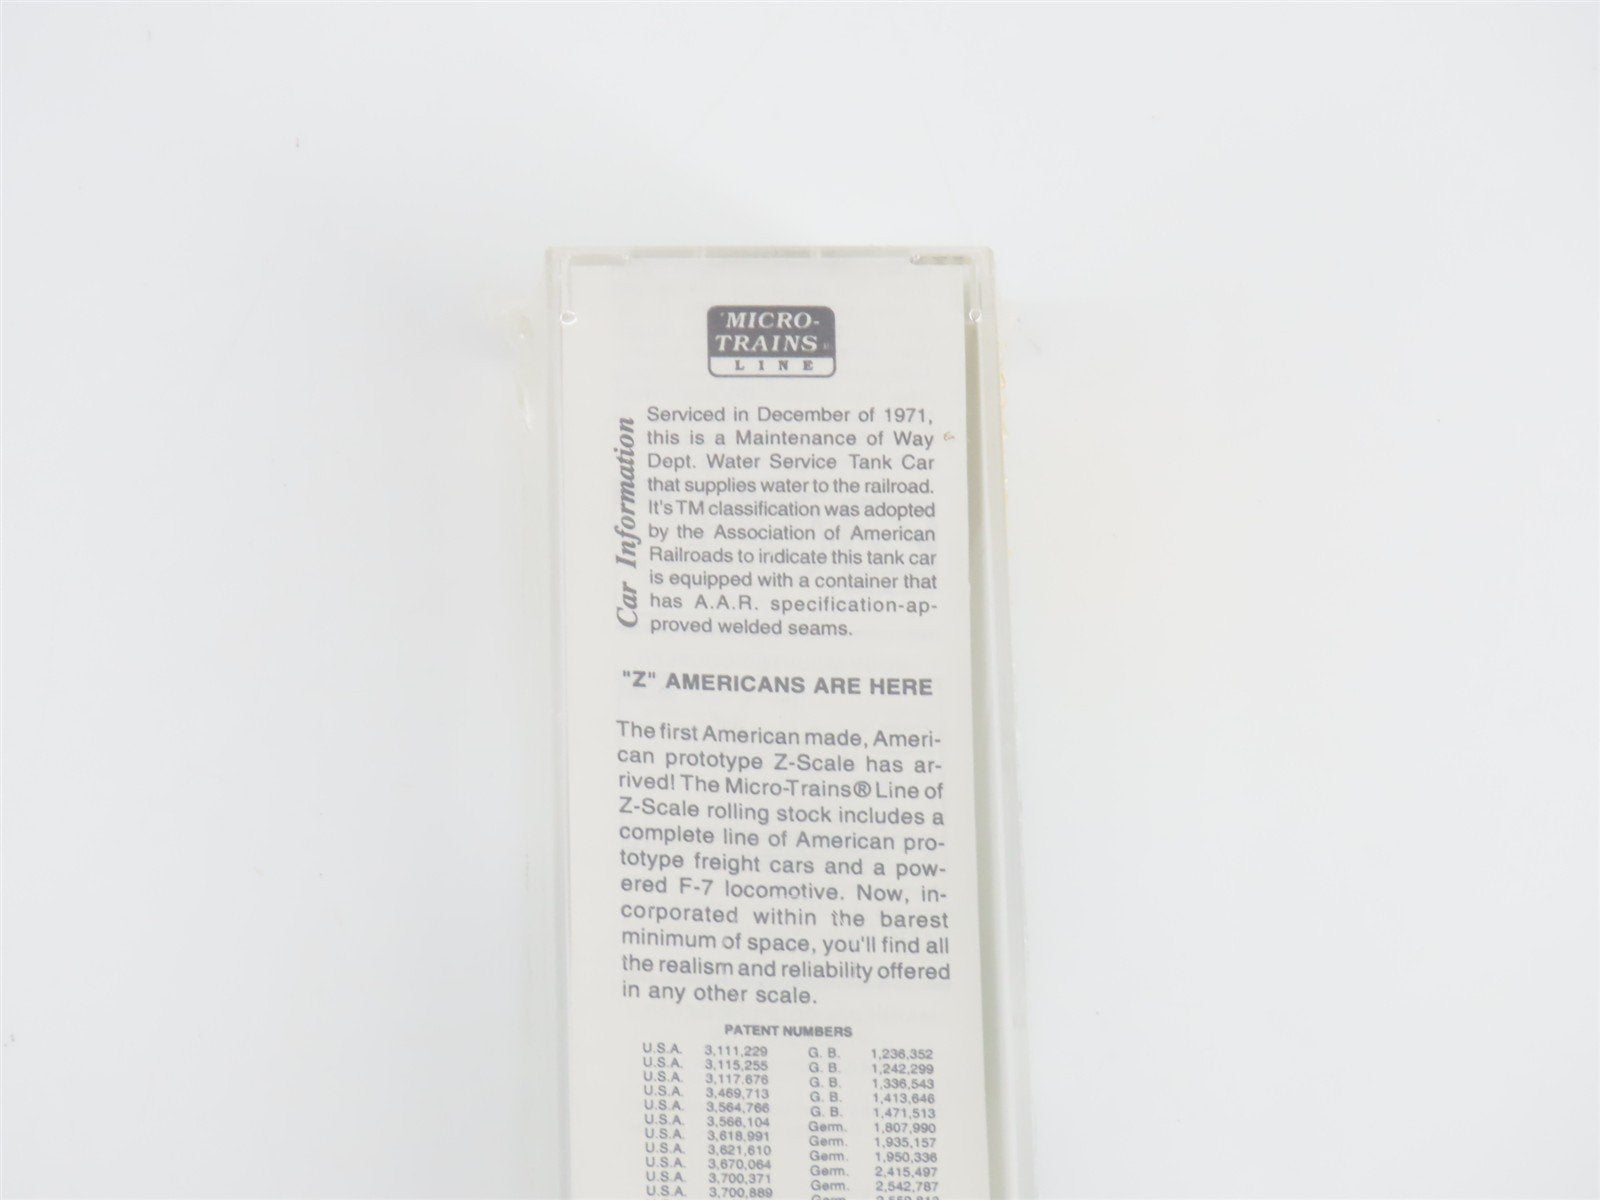 MICRO-
TRAINS
LINE
Car Information
Serviced in December of 1971,
this is a Maintenance of Way
Dept. Water Service Tank Car
that supplies water to the railroad.
It's TM classification was adopted
by the Association of American
Railroads to indicate this tank car
is equipped with a container that
has A.A.R. specification-ap-
proved welded seams.
"Z" AMERICANS ARE HERE
The first American made, Ameri-
can prototype Z-Scale has ar-
rived! The Micro-Trains® Line of
Z-Scale rolling stock includes a
complete line of American pro-
totype freight cars and a pow-
ered F-7 locomotive. Now, in-
corporated within the barest
minimum of space, you'll find all
the realism and reliability offered
in any other scale.
PATENT NUMBERS
U.S.A. 3,111,229 G. B. 1,236,352
U.S.A. 3,115,255 G. B. 1,242,299
U.S.A. 3,117,676 G. B. 1,336,543
U.S.A. 3,469,713 G. B. 1,413,646
U.S.A. 3,564,766 G. B. 1,471,513
U.S.A. 3,566,104 Germ. 1,807,990
U.S.A. 3,618,991 Germ. 1,935,157
U.S.A. 3,621,610 Germ. 1,950,336
U.S.A. 3,670,064 Germ. 2,415,497
U.S.A. 3,700,371 Germ. 2,542,787
U.S.A. 3,700,889 Germ.